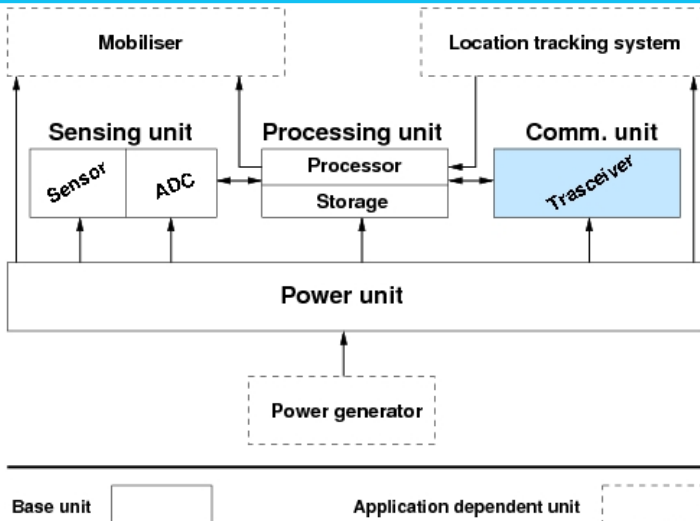 Mobiliser
Location tracking system
Sensing unit
Processing unit
Comm. unit
Sensor
ADC
Processor
Storage
Trasceiver
Power unit
Power generator
Base unit
Application dependent unit